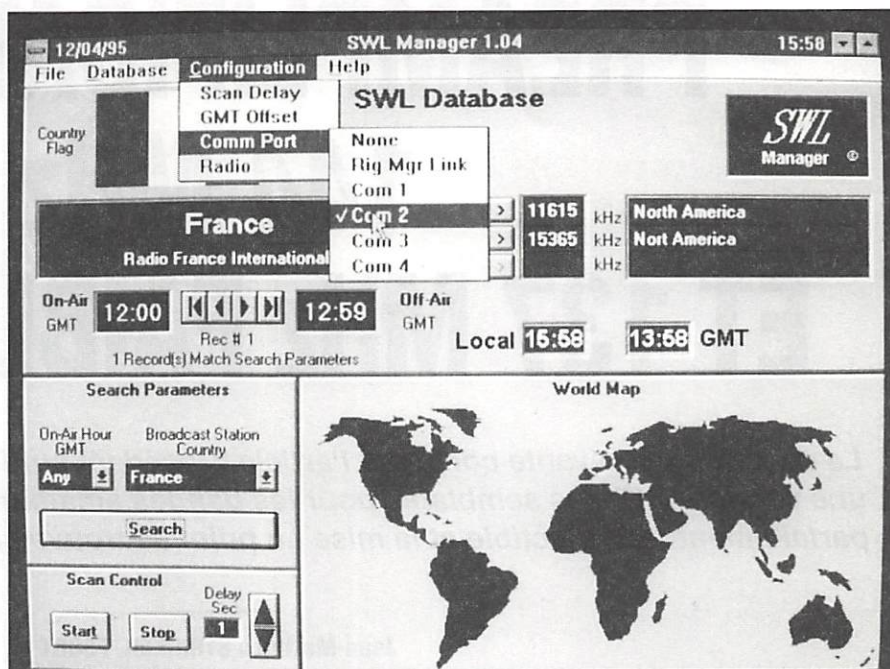 12/04/95 SWL Manager 1.04 15:58
File Database Configuration Help
Scan Delay
GMT Offset
Comm Port
Radio
None
Rig Mgr Link
Com 1
✓Com 2
Com 3
Com 4
SWL Database
Country
Flag
SWL
Manager ©
France
Radio France International
> 11615 kHz North America
> 15365 kHz Nort America
> kHz
On-Air
GMT
12:00
12:59
Off-Air
GMT
Rec # 1
1 Record(s) Match Search Parameters
Local 15:58 13:58 GMT
Search Parameters
On-Air Hour
GMT
Broadcast Station
Country
Any
France
Search
Scan Control
Start Stop
Delay
Sec
1
World Map